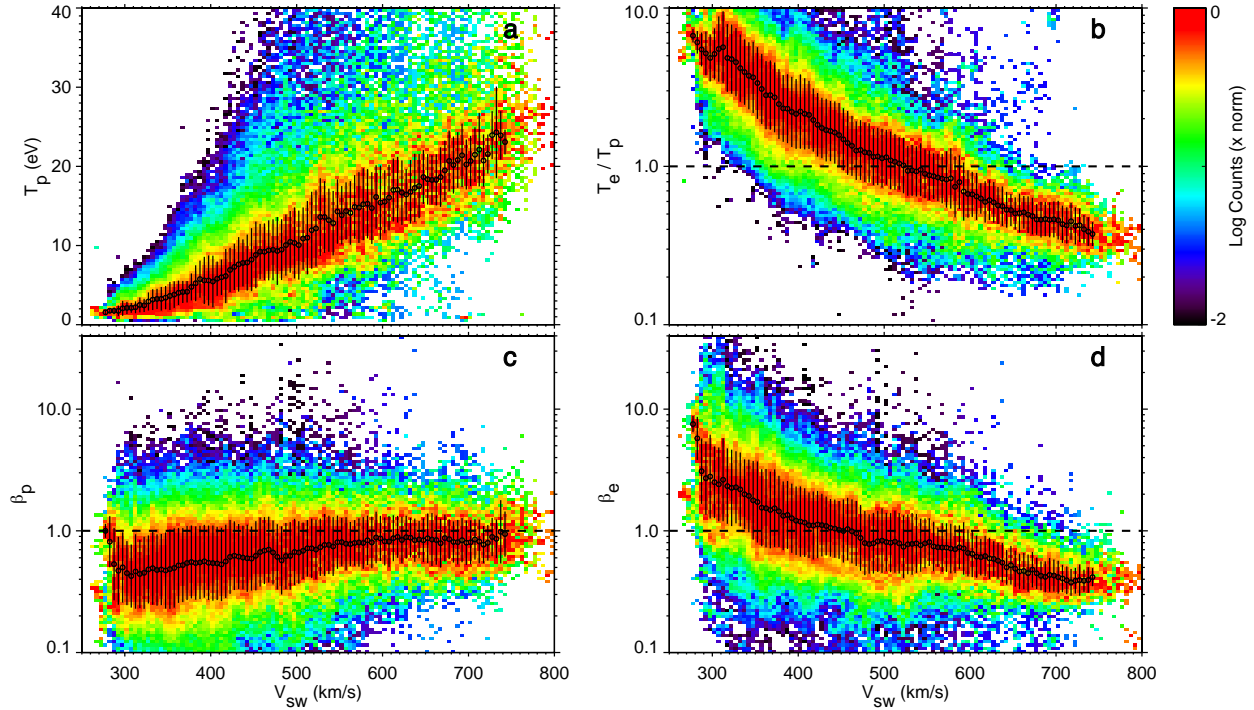 40
30
20
10
0
T_p (eV)
a
10.0
1.0
0.1
T_e / T_p
b
0
-2
Log Counts (x norm)
10.0
1.0
0.1
β_p
c
300 400 500 600 700 800
V_sw (km/s)
10.0
1.0
0.1
β_e
d
300 400 500 600 700 800
V_sw (km/s)